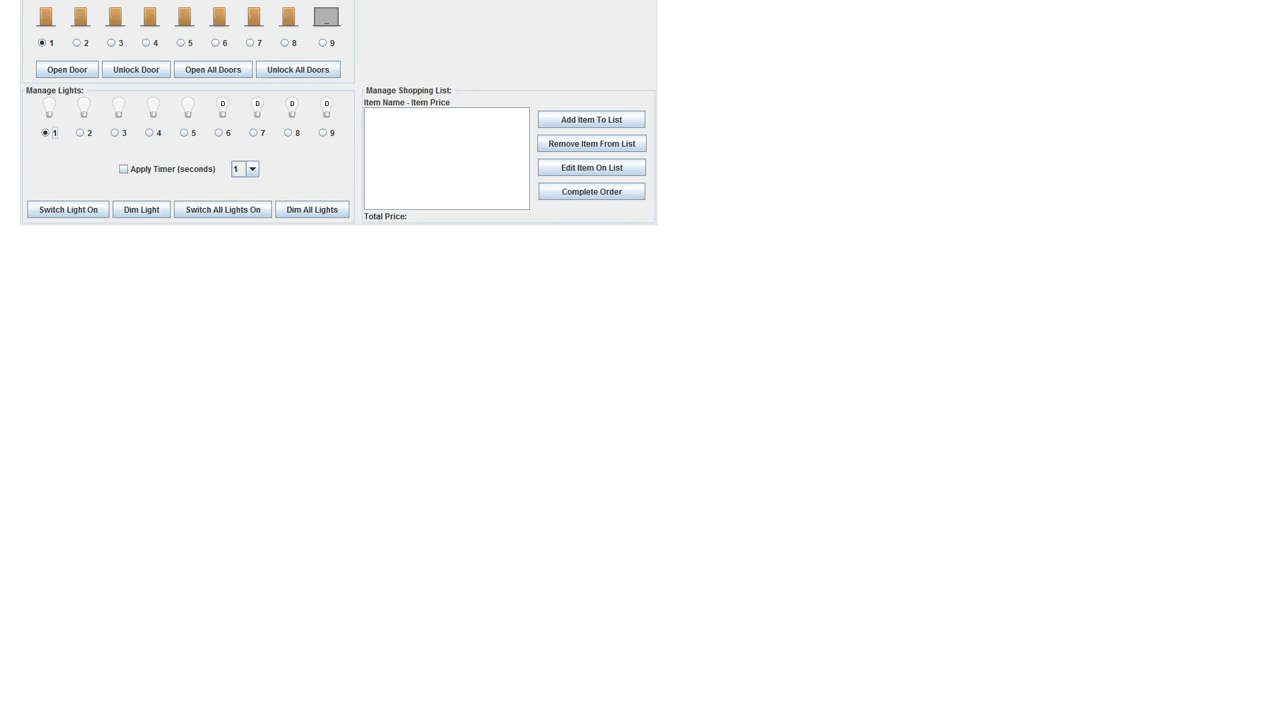 1 2 3 4 5 6 7 8 9
Open Door Unlock Door Open All Doors Unlock All Doors
Manage Lights:
D D D D
1 2 3 4 5 6 7 8 9
Apply Timer (seconds) 1
Switch Light On Dim Light Switch All Lights On Dim All Lights
Manage Shopping List:
Item Name - Item Price
Add Item To List
Remove Item From List
Edit Item On List
Complete Order
Total Price: